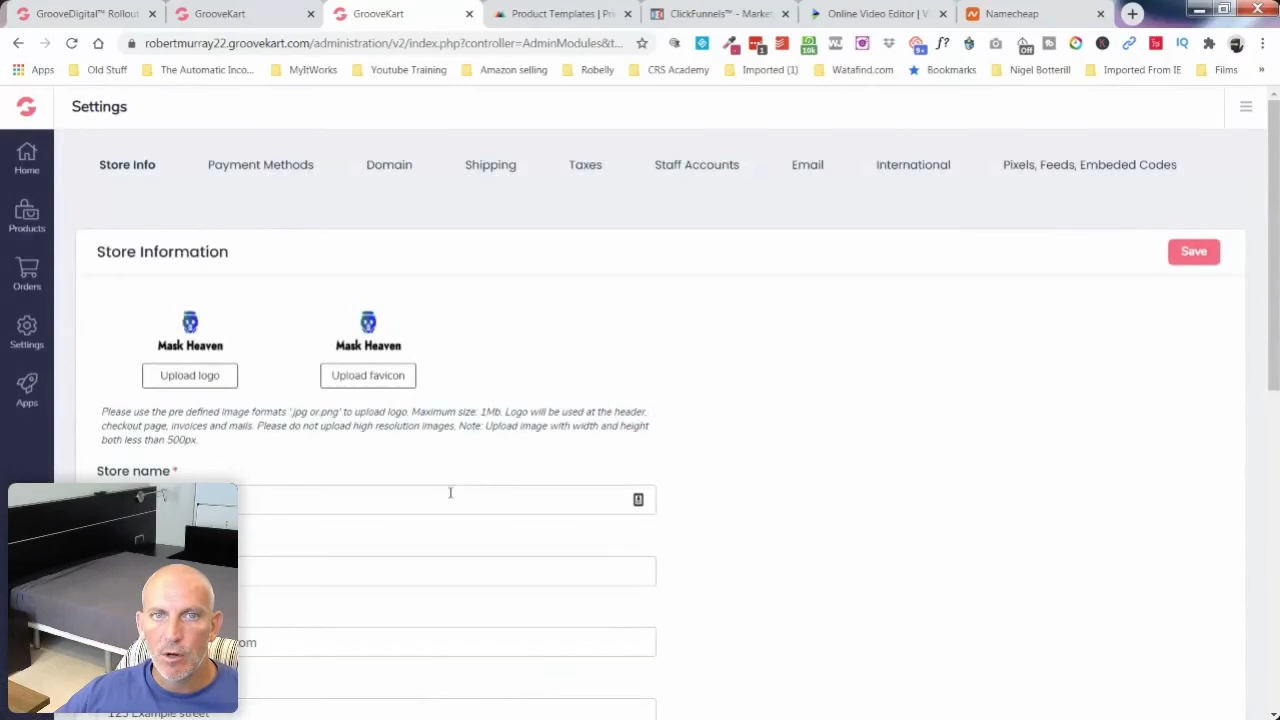 GrooveDigital™ Rollout
GrooveKart
GrooveKart
Product Templates | Pr
ClickFunnels™ - Marke
Online Video Editor | V
Namecheap
robertmurray22.groovekart.com/administration/v2/index.php?controller=AdminModules&t...
Apps
Old Stuff
The Automatic Inco...
MyItWorks
Youtube Training
Amazon selling
Robelly
CRS Academy
Imported (1)
Watafind.com
Bookmarks
Nigel Botterill
Imported From IE
Films
Settings
Home
Products
Orders
Settings
Apps
Store Info
Payment Methods
Domain
Shipping
Taxes
Staff Accounts
Email
International
Pixels, Feeds, Embeded Codes
Store Information
Save
Mask Heaven
Mask Heaven
Upload logo
Upload favicon
Please use the pre defined image formats '.jpg or.png' to upload logo. Maximum size: 1Mb. Logo will be used at the header,
checkout page, invoices and mails. Please do not upload high resolution images. Note: Upload image with width and height
both less than 500px.
Store name *
om
123 Example street